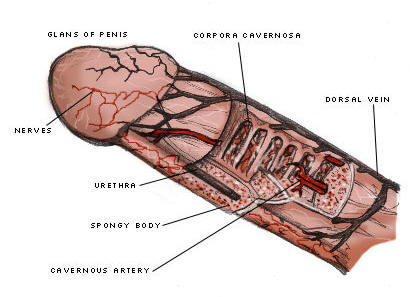 GLANS OF PENIS
CORPORA CAVERNOSA
DORSAL VEIN
NERVES
URETHRA
SPONGY BODY
CAVERNOUS ARTERY